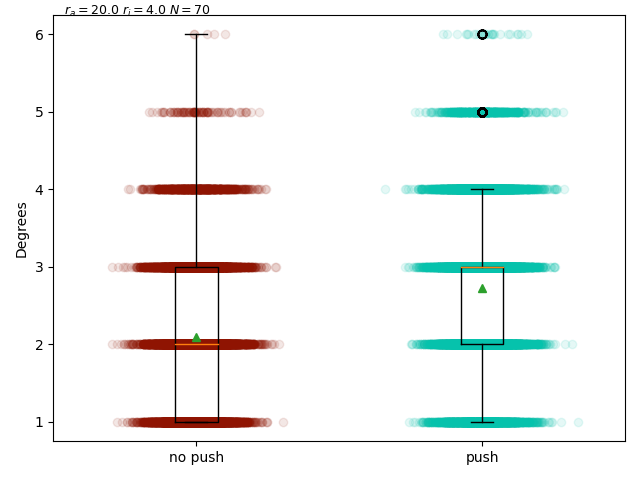 r_a = 20.0 r_i = 4.0 N = 70
6
5
4
3
2
1
Degrees
no push
push